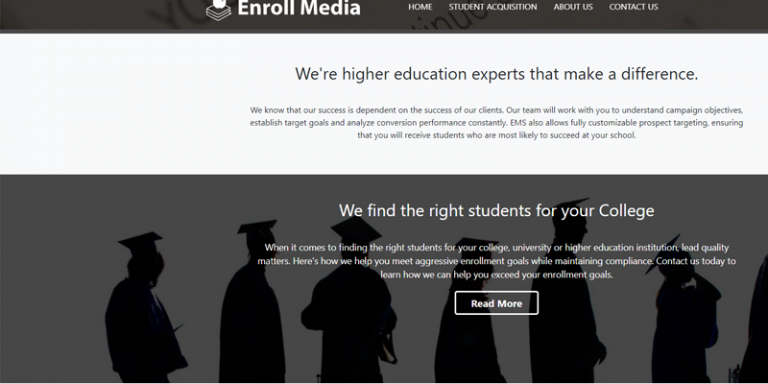 Enroll Media
HOME STUDENT ACQUISITION ABOUT US CONTACT US
We're higher education experts that make a difference.
We know that our success is dependent on the success of our clients. Our team will work with you to understand campaign objectives,
establish target goals and analyze conversion performance constantly. EMS also allows fully customizable prospect targeting, ensuring
that you will receive students who are most likely to succeed at your school.
We find the right students for your College
When it comes to finding the right students for your college, university or higher education institution, lead quality
matters. Here's how we help you meet aggressive enrollment goals while maintaining compliance. Contact us today to
learn how we can help you exceed your enrollment goals.
Read More